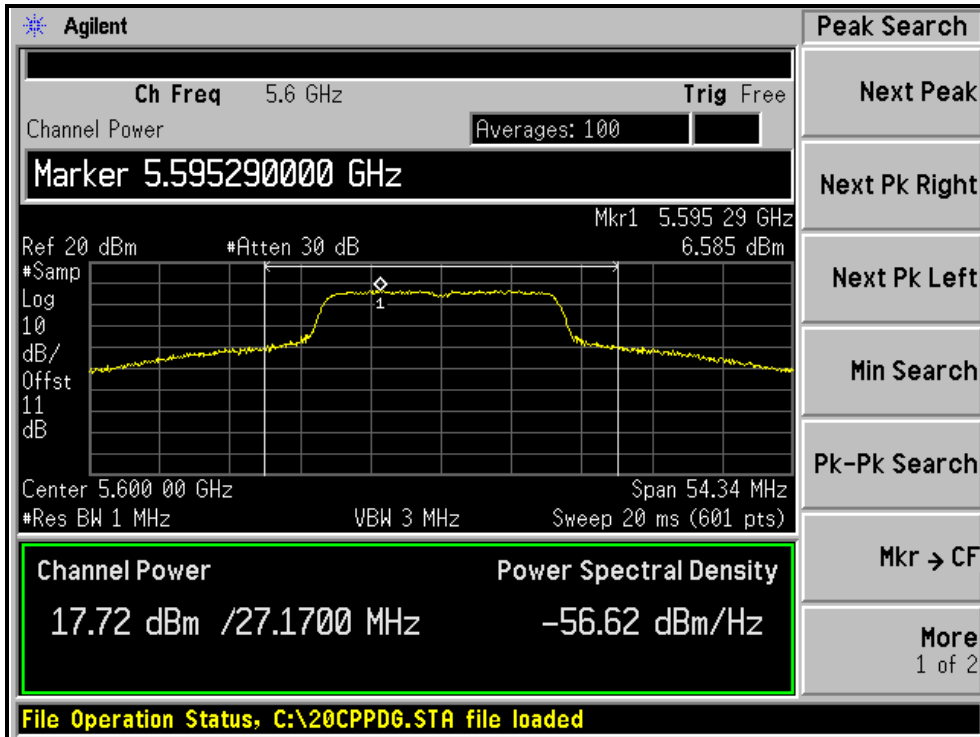 Agilent
Peak Search
Ch Freq 5.6 GHz Trig Free
Channel Power Averages: 100
Marker 5.595290000 GHz
Mkr1 5.595 29 GHz
Ref 20 dBm #Atten 30 dB 6.585 dBm
#Samp
Log
10
dB/
Offst
11
dB
1
Center 5.600 00 GHz Span 54.34 MHz
#Res BW 1 MHz VBW 3 MHz Sweep 20 ms (601 pts)
Channel Power Power Spectral Density
17.72 dBm /27.1700 MHz -56.62 dBm/Hz
File Operation Status, C:\20CPPDG.STA file loaded
Next Peak
Next Pk Right
Next Pk Left
Min Search
Pk-Pk Search
Mkr → CF
More
1 of 2